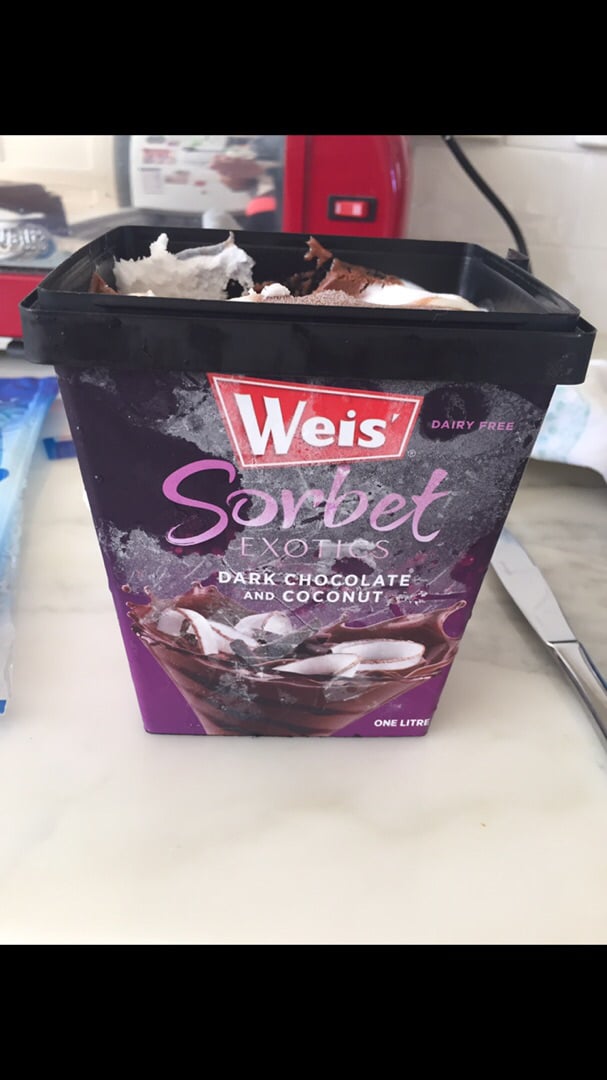 Weis'
DAIRY FREE
Sorbet
EXOTICS
DARK CHOCOLATE
AND COCONUT
ONE LITRE